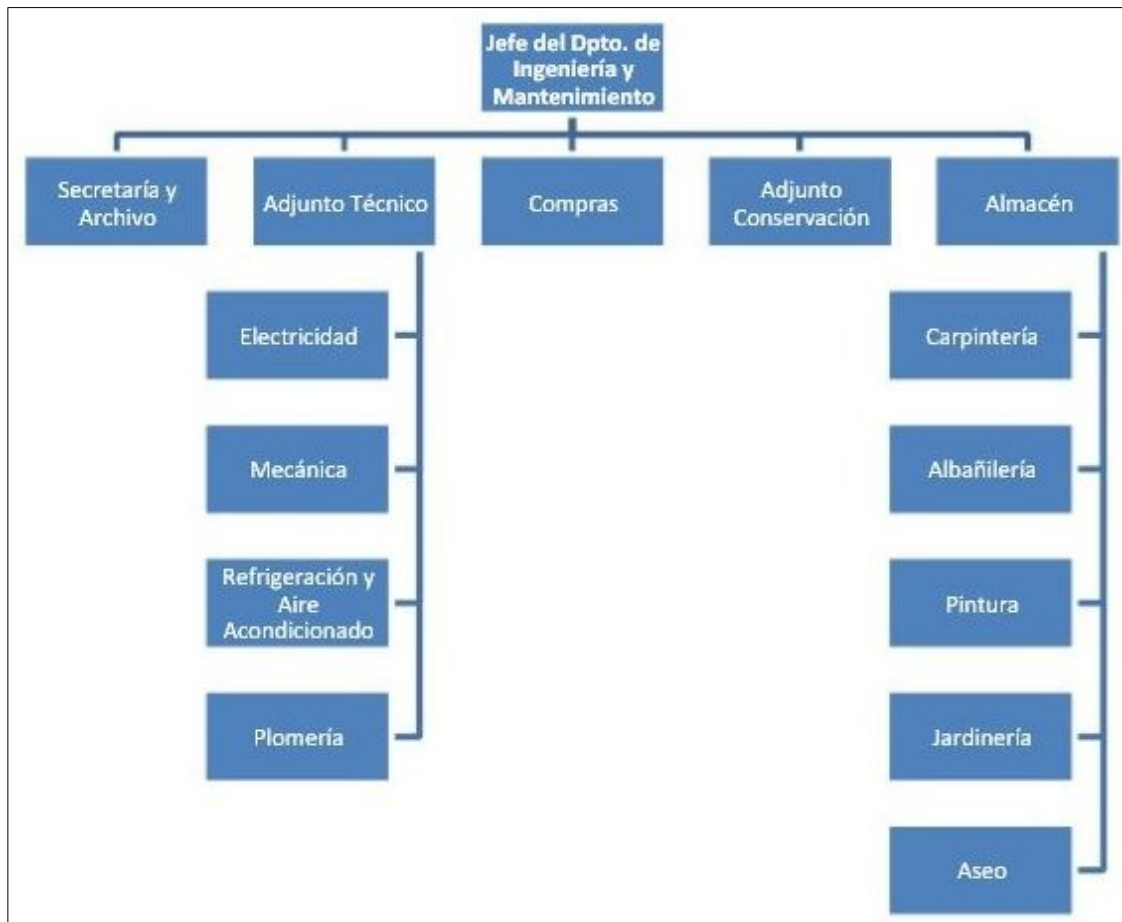 Jefe del Dpto. de
Ingeniería y
Mantenimiento
Secretaría y
Archivo
Adjunto Técnico
Compras
Adjunto
Conservación
Almacén
Electricidad
Mecánica
Refrigeración y
Aire
Acondicionado
Plomería
Carpintería
Albañilería
Pintura
Jardinería
Aseo